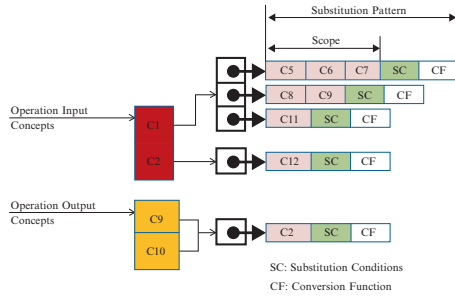 Substitution Pattern
Scope
C5 C6 C7 SC CF
C8 C9 SC CF
Operation Input
Concepts
C1
C11 SC CF
C2
C12 SC CF
Operation Output
Concepts
C9
C10
C2 SC CF
SC: Substitution Conditions
CF: Conversion Function